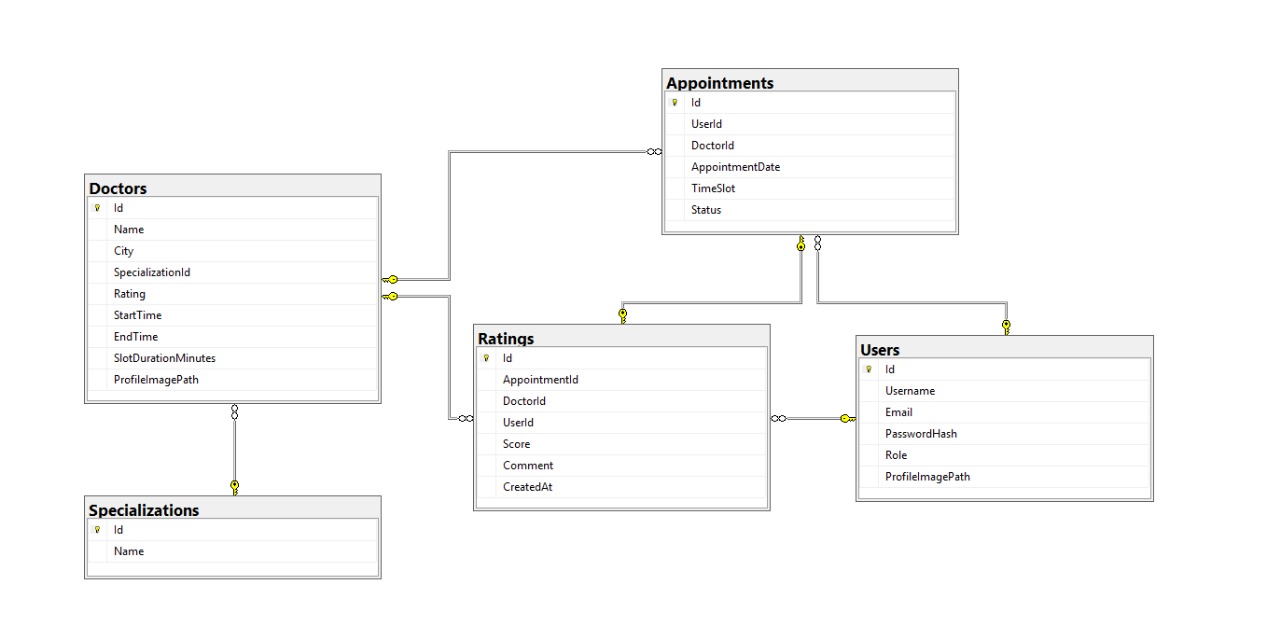 Appointments
Id
UserId
DoctorId
AppointmentDate
TimeSlot
Status
Doctors
Id
Name
City
SpecializationId
Rating
StartTime
EndTime
SlotDurationMinutes
ProfileImagePath
Ratings
Id
AppointmentId
DoctorId
UserId
Score
Comment
CreatedAt
Users
Id
Username
Email
PasswordHash
Role
ProfileImagePath
Specializations
Id
Name